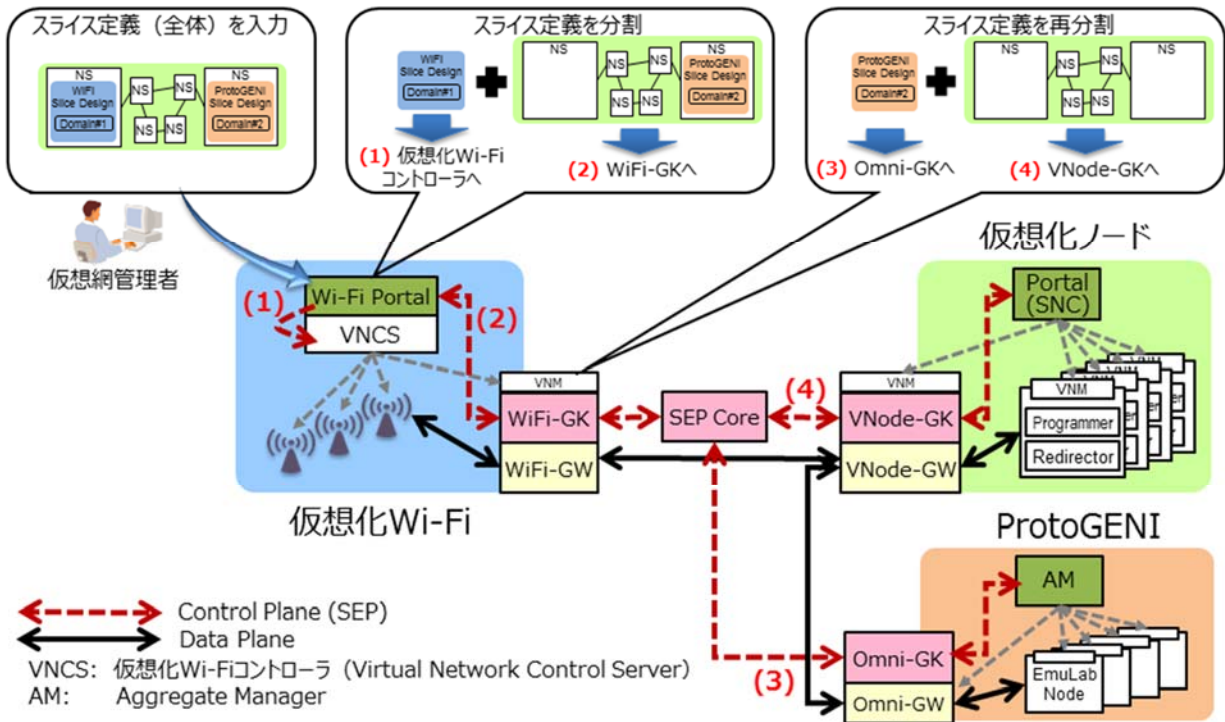 スライス定義（全体）を入力
NS
WIFI
Slice Design
Domain#1
NS
NS
NS
NS
NS
ProtoGENI
Slice Design
Domain#2
スライス定義を分割
WIFI
Slice Design
Domain#1
NS
NS
NS
NS
NS
NS
ProtoGENI
Slice Design
Domain#2
(1) 仮想化Wi-Fi
コントローラへ
(2) WiFi-GKへ
スライス定義を再分割
ProtoGENI
Slice Design
Domain#2
NS
NS
NS
NS
NS
NS
(3) Omni-GKへ
(4) VNode-GKへ
仮想網管理者
(1)
Wi-Fi Portal
VNCS
(2)
VNM
WiFi-GK
WiFi-GW
仮想化Wi-Fi
SEP Core
(4)
仮想化ノード
Portal
(SNC)
VNM
VNode-GK
VNode-GW
VNM
Programmer
Redirector
ProtoGENI
AM
(3)
Omni-GK
Omni-GW
EmuLab
Node
Control Plane (SEP)
Data Plane
VNCS: 仮想化Wi-Fiコントローラ（Virtual Network Control Server）
AM: Aggregate Manager